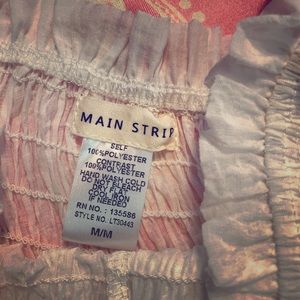 MAIN STRIP
SELF
100%POLYESTER
CONTRAST
100%POLYESTER
HAND WASH COLD
DO NOT BLEACH
DRY FLAT
COOL IRON
IF NEEDED
RN NO. : 135586
STYLE NO. LT30443
M/M